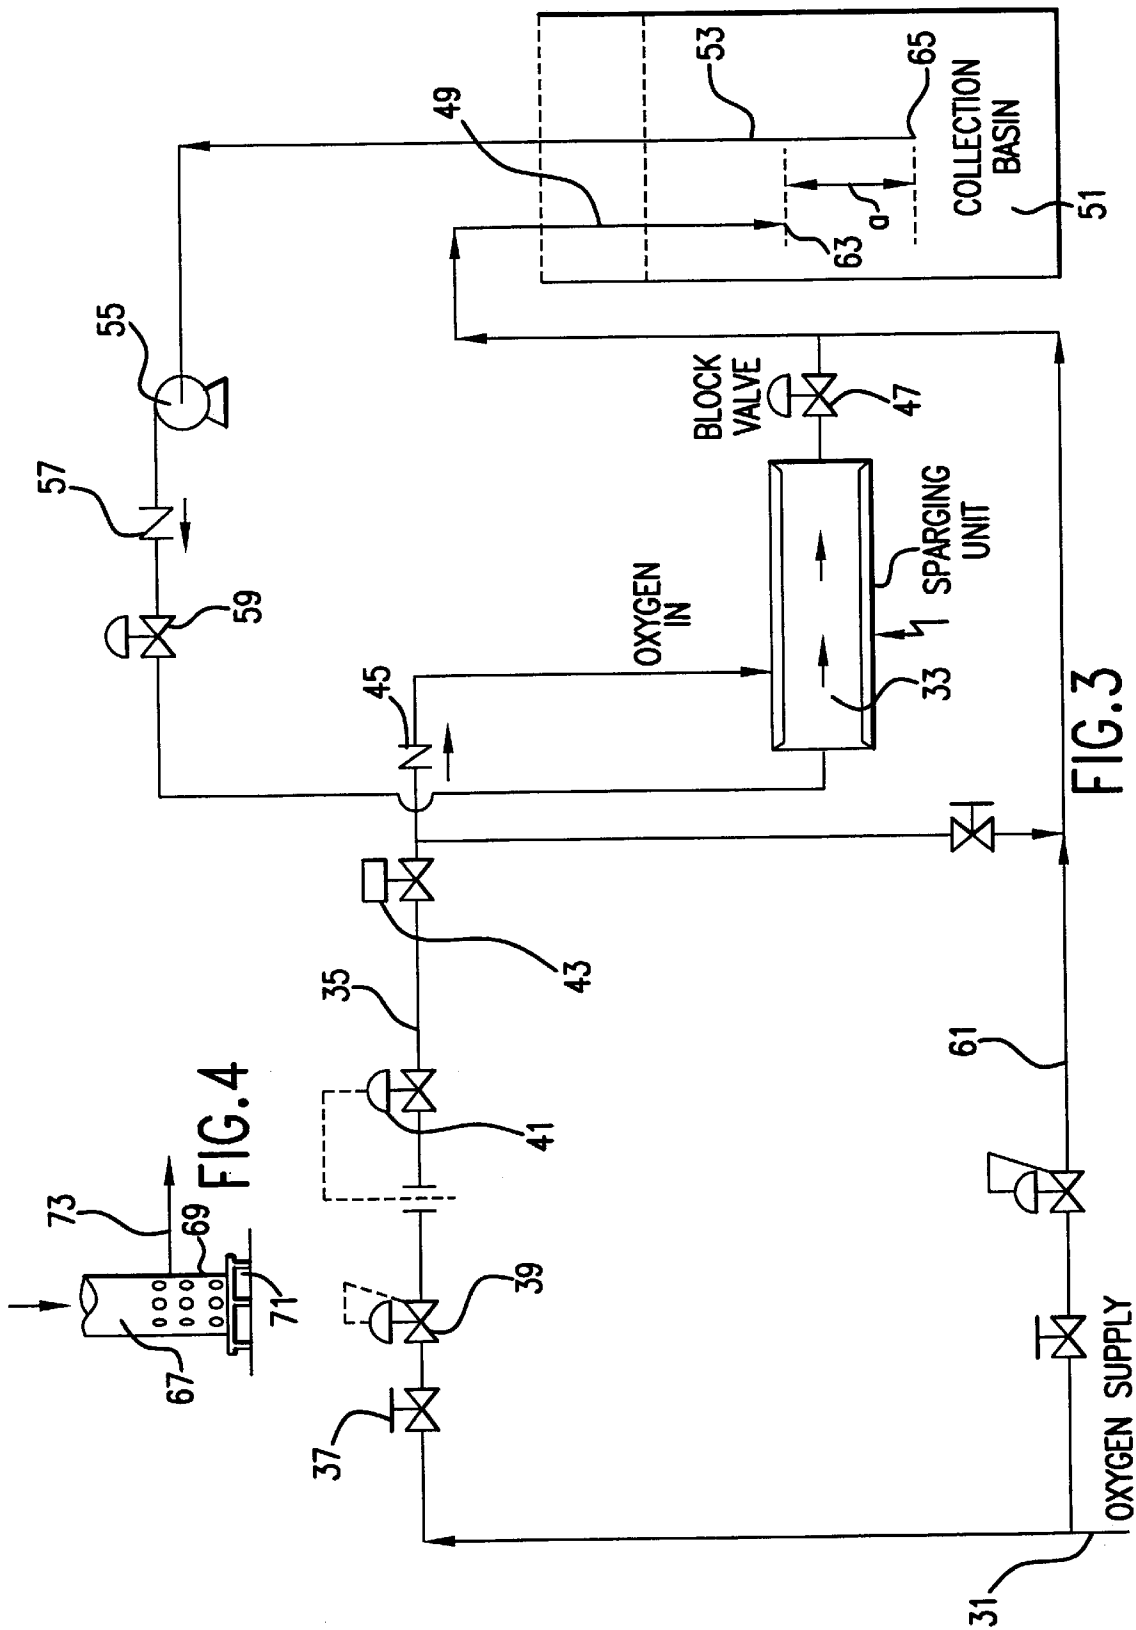 53
65
49
COLLECTION
BASIN
63
a
51
55
BLOCK
VALVE
47
57
59
45
OXYGEN
IN
SPARGING
UNIT
33
43
35
61
41
39
37
OXYGEN SUPPLY
31
FIG.3
73
69
71
67
FIG.4